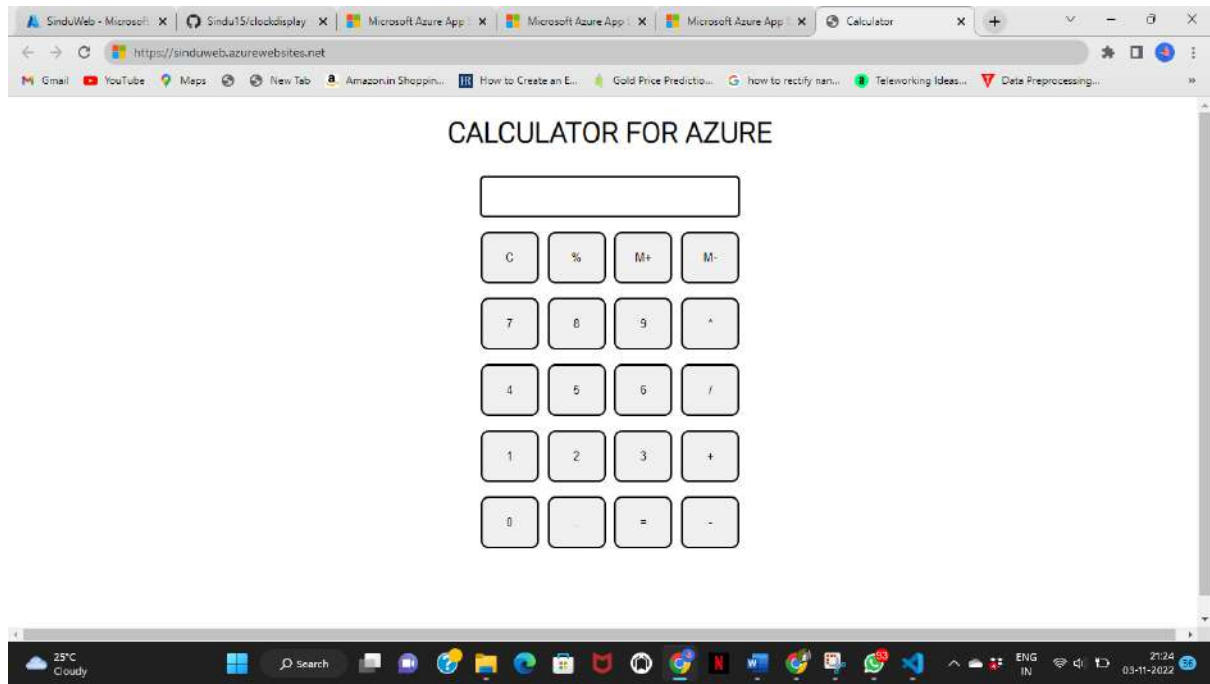 SinduWeb - Microsoft
Sindu15/clockdisplay
Microsoft Azure App
Microsoft Azure App
Microsoft Azure App
Calculator
https://sinduweb.azurewebsites.net
Gmail
YouTube
Maps
New Tab
Amazon.in Shoppin...
How to Create an E...
Gold Price Predictio...
how to rectify nan...
Teleworking Ideas...
Data Preprocessing...
CALCULATOR FOR AZURE
C % M+ M-
7 8 9 ^
4 5 6 /
1 2 3 +
0 . = -
25°C
Cloudy
Search
ENG
IN
21:24
03-11-2022